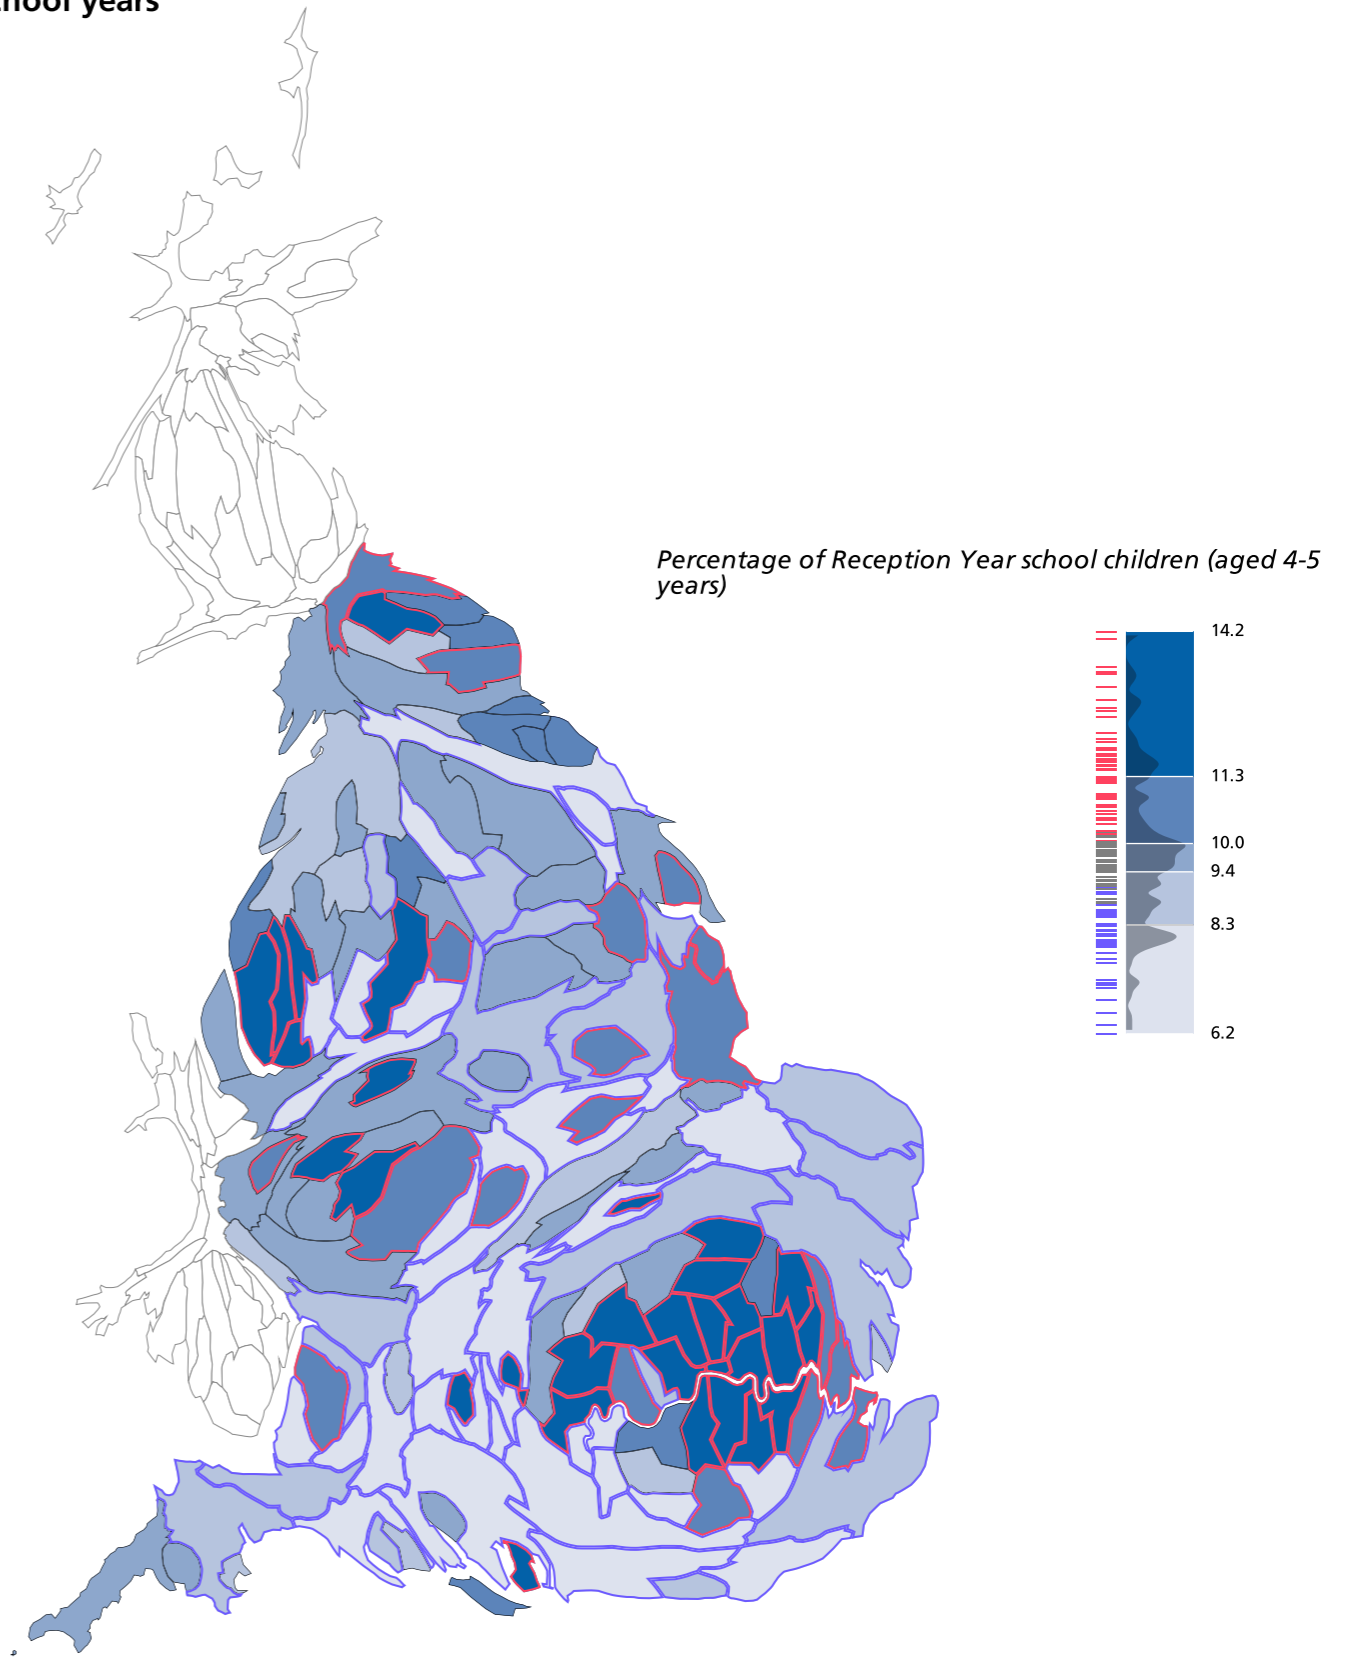 school years
Percentage of Reception Year school children (aged 4-5
years)
14.2
11.3
10.0
9.4
8.3
6.2